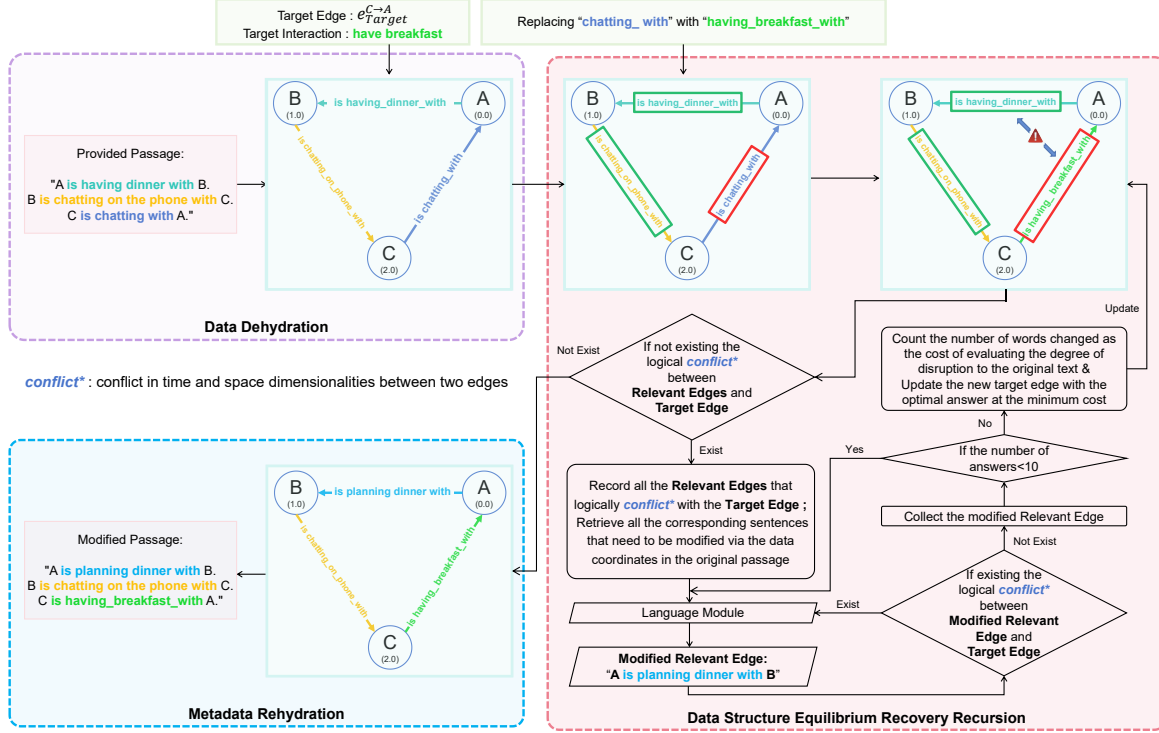 Target Edge : e_{Target}^{C→A}
Target Interaction : have breakfast
Replacing “chatting_ with” with “having_breakfast_with”
Provided Passage:
"A is having dinner with B.
B is chatting on the phone with C.
C is chatting with A."
B
(1.0)
is having_dinner_with
A
(0.0)
is chatting_on_phone_with
is chatting_with
C
(2.0)
Data Dehydration
B
(1.0)
is having_dinner_with
A
(0.0)
is chatting_on_phone_with
is chatting_with
C
(2.0)
B
(1.0)
is having_dinner_with
A
(0.0)
is chatting_on_phone_with
is having_ breakfast_with
C
(2.0)
Update
conflict* : conflict in time and space dimensionalities between two edges
Not Exist
If not existing the
logical conflict*
between
Relevant Edges and
Target Edge
Exist
Count the number of words changed as
the cost of evaluating the degree of
disruption to the original text &
Update the new target edge with the
optimal answer at the minimum cost
No
Yes
If the number of
answers<10
Record all the Relevant Edges that
logically conflict* with the Target Edge ;
Retrieve all the corresponding sentences
that need to be modified via the data
coordinates in the original passage
Collect the modified Relevant Edge
Not Exist
If existing the
logical conflict*
between
Modified Relevant
Edge and
Target Edge
Exist
Language Module
Modified Relevant Edge:
“A is planning dinner with B”
Data Structure Equilibrium Recovery Recursion
Modified Passage:
"A is planning dinner with B.
B is chatting on the phone with C.
C is having_breakfast_with A."
B
(1.0)
is planning dinner with
A
(0.0)
is chatting_on_phone_with
is having_ breakfast_with
C
(2.0)
Metadata Rehydration